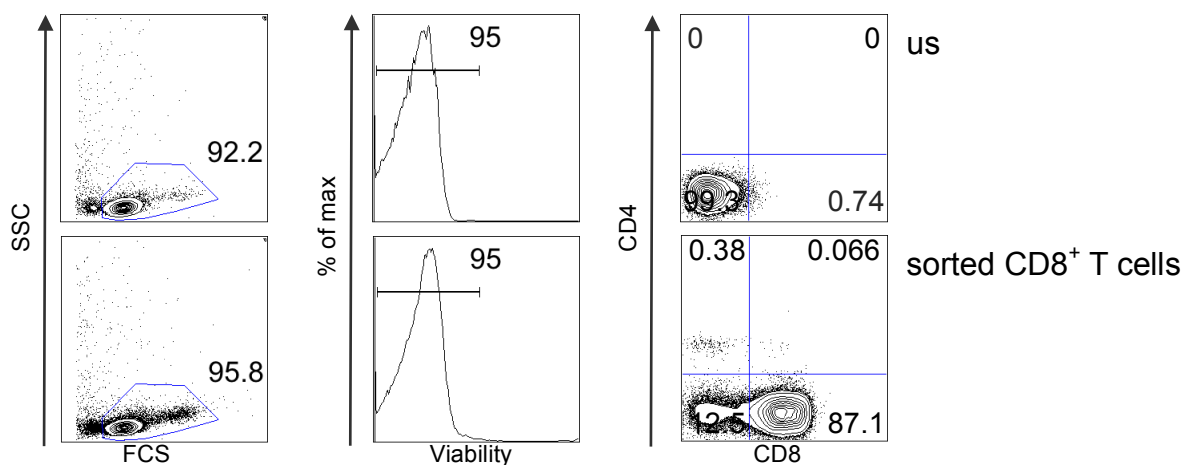 SSC
92.2
% of max
95
CD4
0 0
99.3 0.74
us
95.8
95
0.38 0.066
12.5 87.1
sorted CD8+ T cells
FCS
Viability
CD8